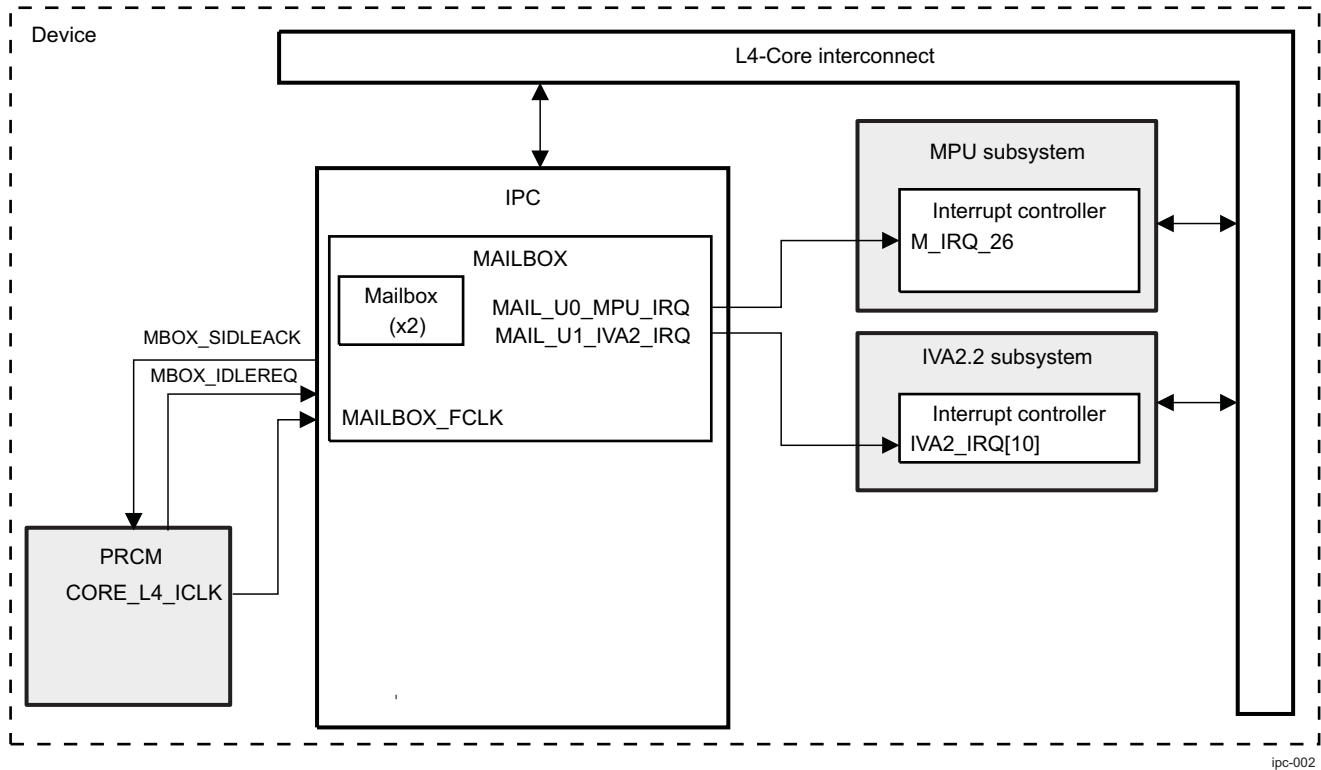 Device
L4-Core interconnect
MPU subsystem
Interrupt controller
M_IRQ_26
IPC
MAILBOX
Mailbox
(x2)
MAIL_U0_MPU_IRQ
MAIL_U1_IVA2_IRQ
MBOX_SIDLEACK
MBOX_IDLEREQ
MAILBOX_FCLK
IVA2.2 subsystem
Interrupt controller
IVA2_IRQ[10]
PRCM
CORE_L4_ICLK
ipc-002